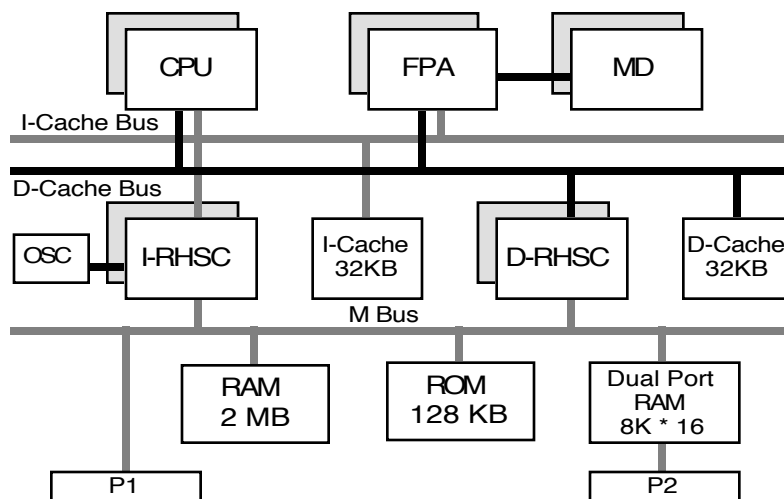 CPU
FPA
MD
I-Cache Bus
D-Cache Bus
OSC
I-RHSC
I-Cache
32KB
D-RHSC
D-Cache
32KB
M Bus
RAM
2 MB
ROM
128 KB
Dual Port
RAM
8K * 16
P1
P2